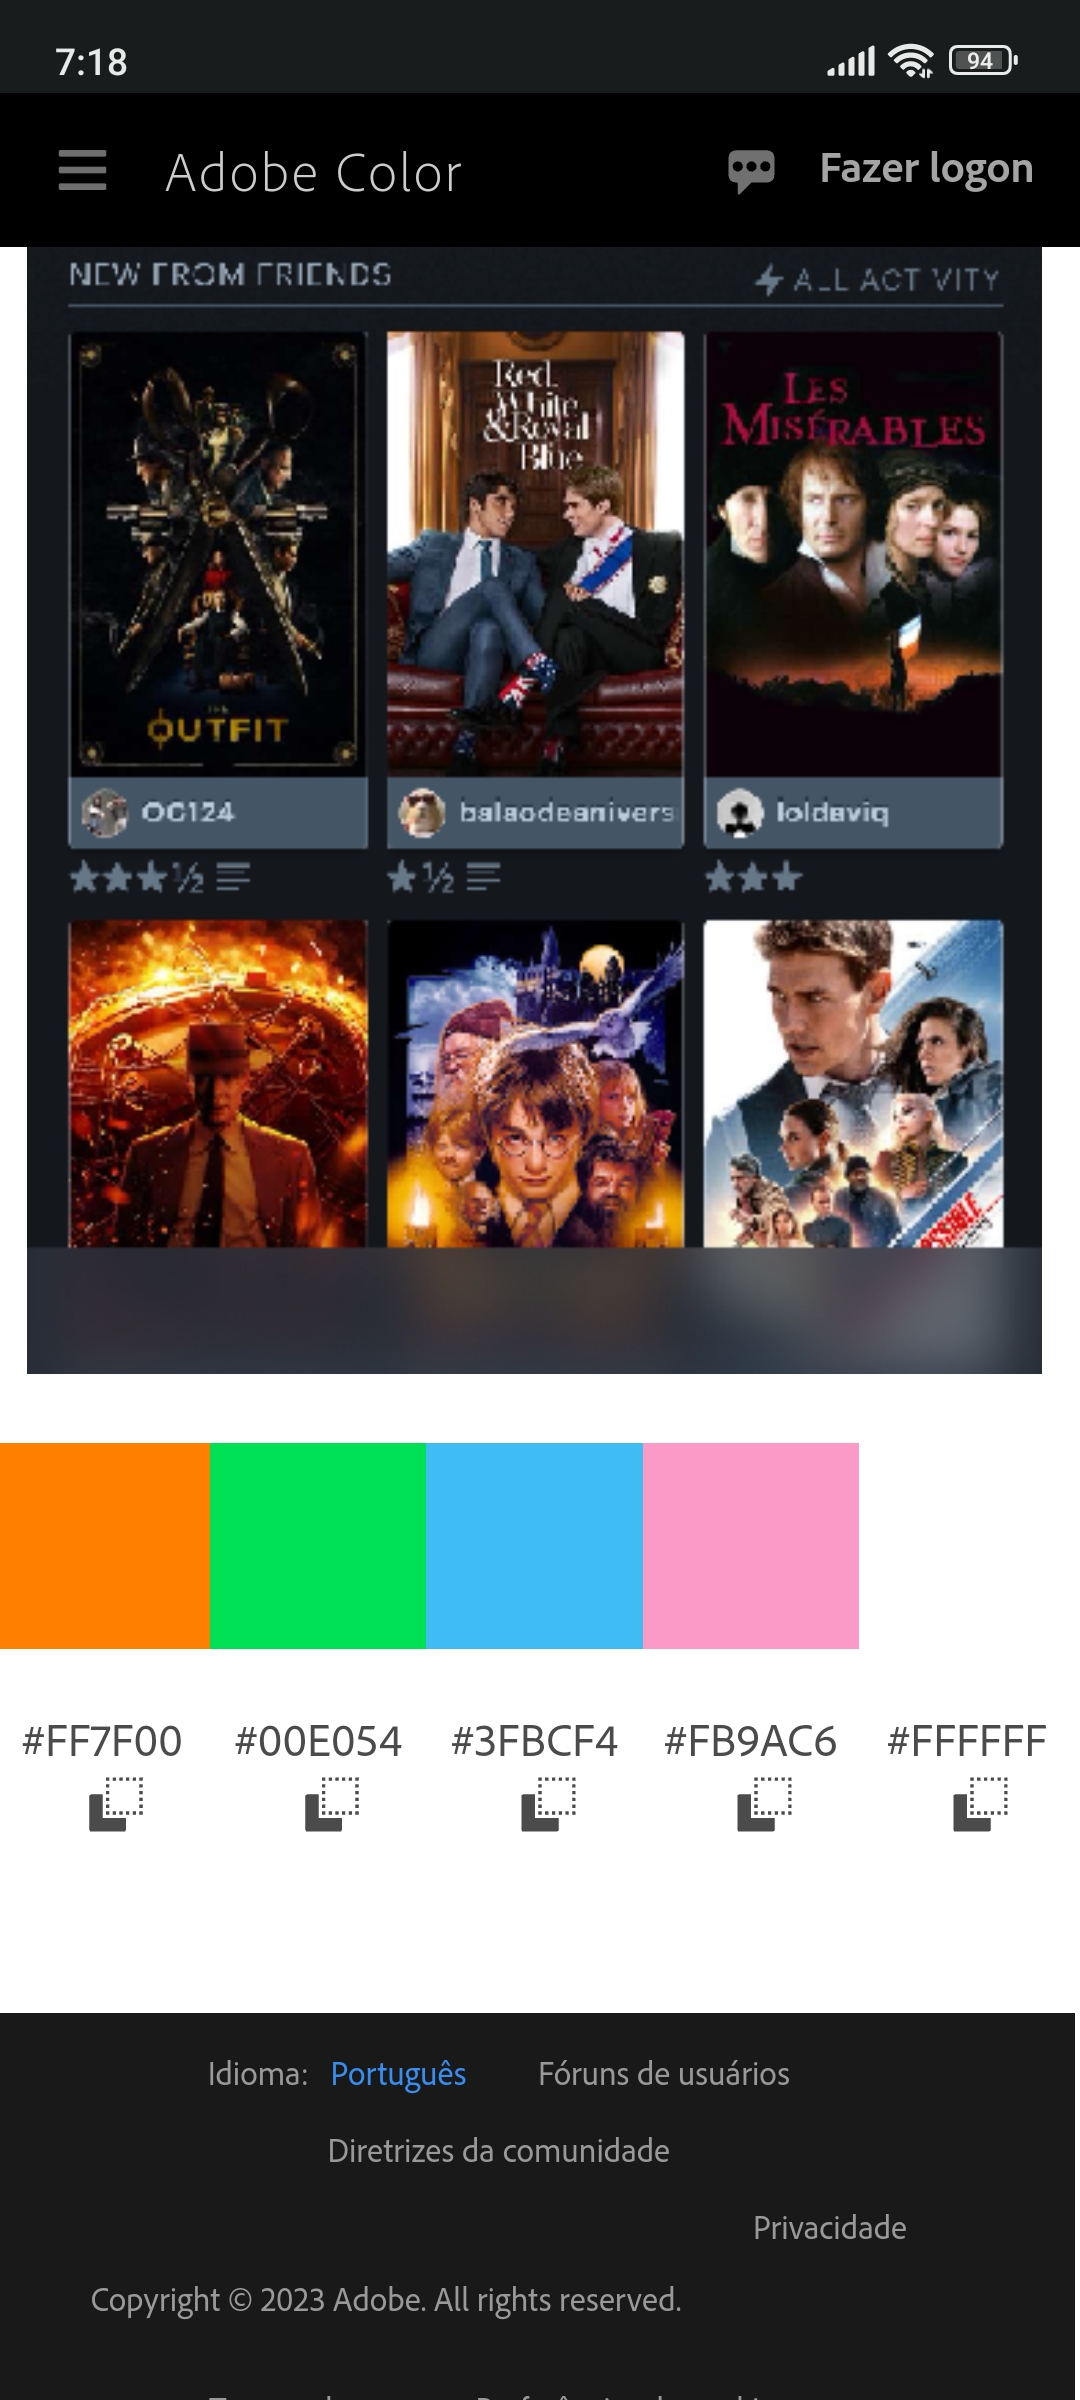 7:18
94
Adobe Color
Fazer logon
NEW FROM FRIENDS
ALL ACTIVITY
THE
OUTFIT
Red,
White
& Royal
Blue
LES
MISÉRABLES
OG124
balaodeanivers
loldaviq
★★★½
★½
★★★
#FF7F00
#00E054
#3FBCF4
#FB9AC6
#FFFFFF
Idioma: Português
Fóruns de usuários
Diretrizes da comunidade
Privacidade
Copyright © 2023 Adobe. All rights reserved.